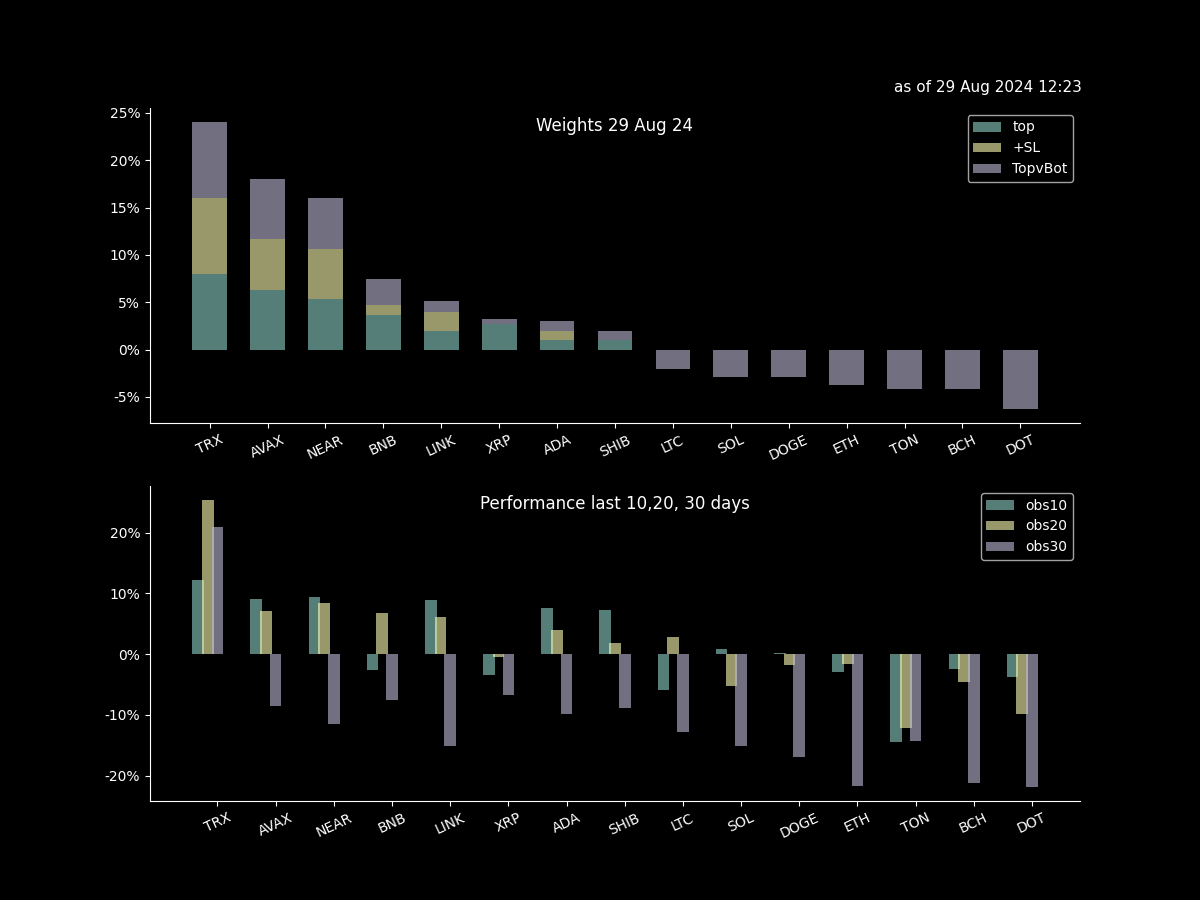 as of 29 Aug 2024 12:23
Weights 29 Aug 24
top
+SL
TopvBot
25%
20%
15%
10%
5%
0%
-5%
TRX AVAX NEAR BNB LINK XRP ADA SHIB LTC SOL DOGE ETH TON BCH DOT
Performance last 10,20, 30 days
obs10
obs20
obs30
20%
10%
0%
-10%
-20%
TRX AVAX NEAR BNB LINK XRP ADA SHIB LTC SOL DOGE ETH TON BCH DOT